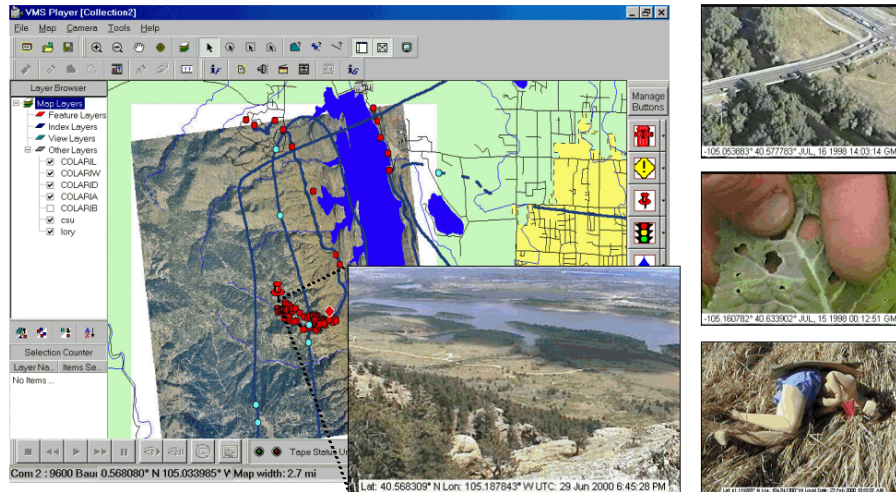 VMS Player [Collection2]
File Map Camera Tools Help
Layer Browser
Map Layers
Feature Layers
Index Layers
View Layers
Other Layers
COLARIL
COLARIW
COLARID
COLARIA
COLARIB
csu
lory
Selection Counter
Layer Na... Items Se...
No Items ...
Manage
Buttons
Tape Status Un
Com 2 : 9600 Baud 0.568080° N 105.033985° W Map width: 2.7 mi
Lat: 40.568309° N Lon: 105.187843° W UTC: 29 Jun 2000 6:45:28 PM
-105.053883° 40.577783° JUL, 16 1998 14:03:14 GM
-105.160782° 40.633902° JUL, 15 1998 00:12:51 GM